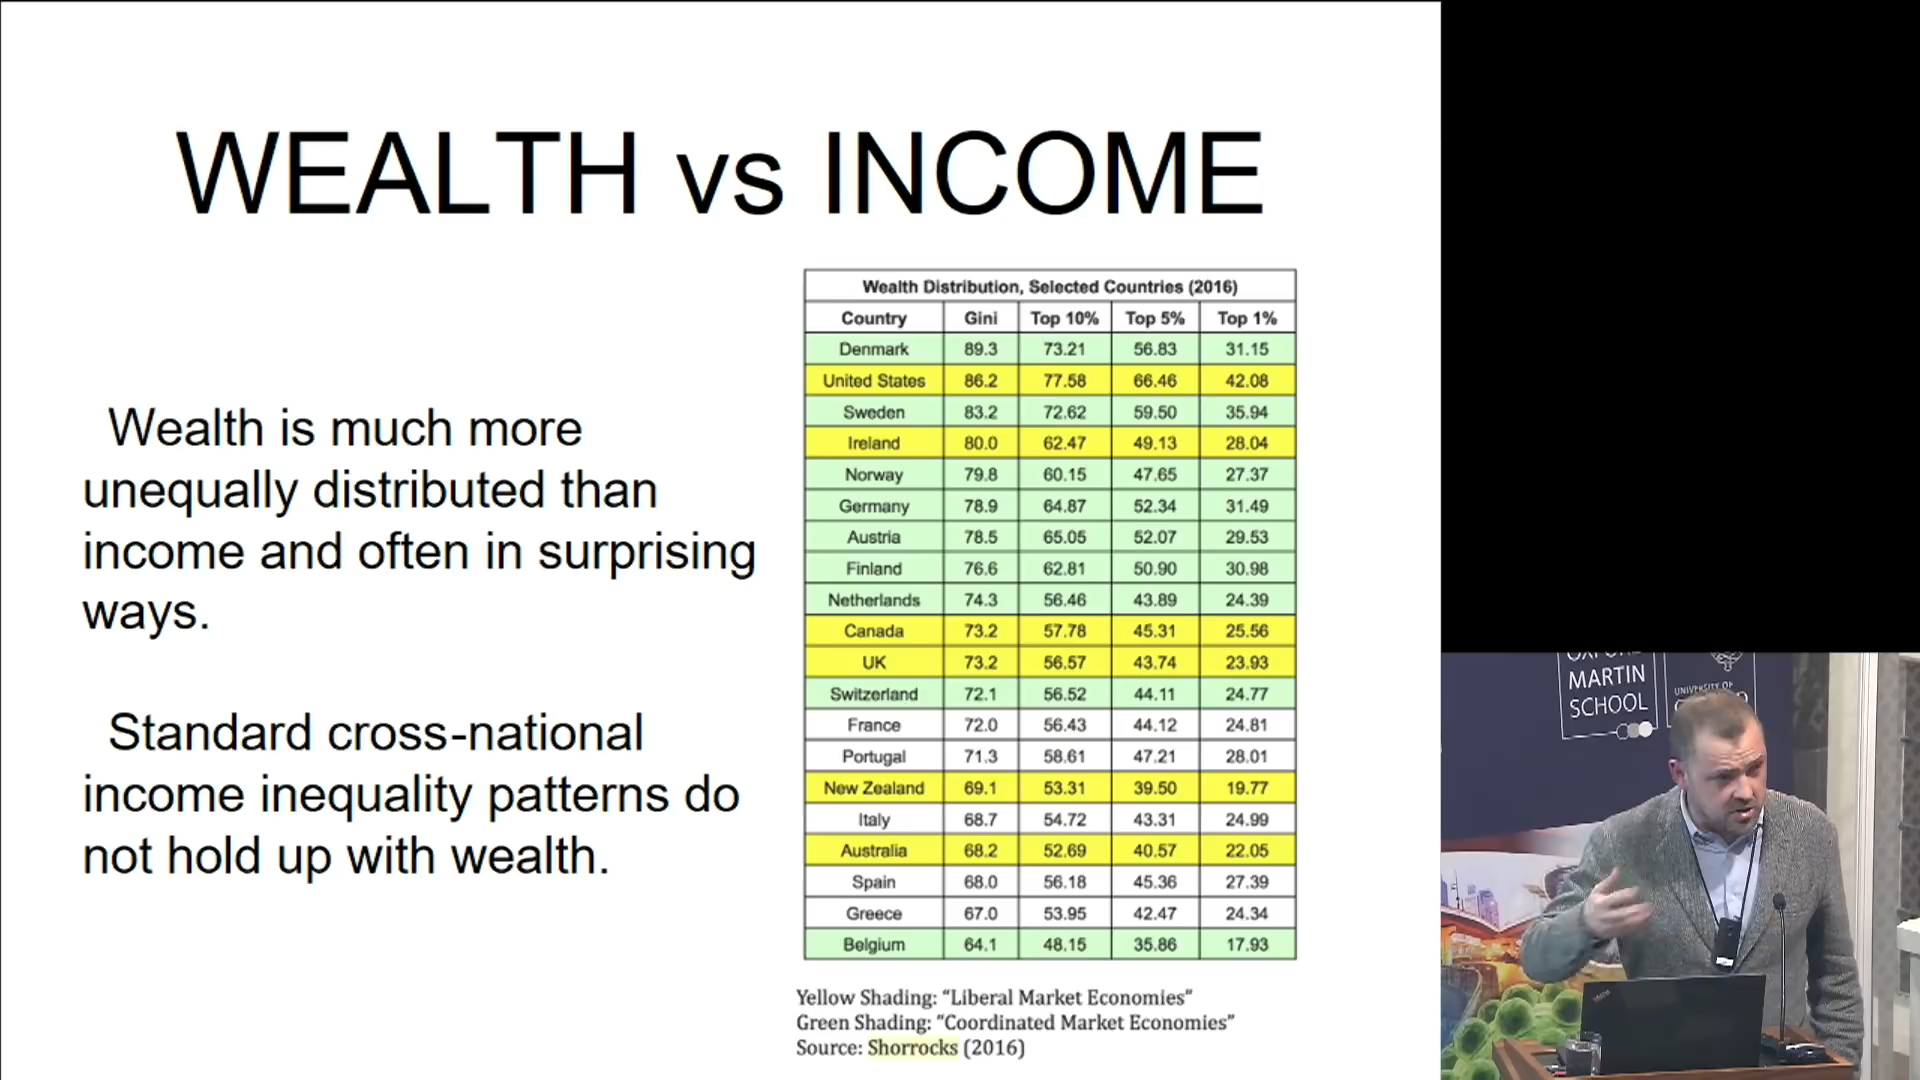 WEALTH vs INCOME
Wealth is much more
unequally distributed than
income and often in surprising
ways.
Standard cross-national
income inequality patterns do
not hold up with wealth.
Wealth Distribution, Selected Countries (2016)
Country Gini Top 10% Top 5% Top 1%
Denmark 89.3 73.21 56.83 31.15
United States 86.2 77.58 66.46 42.08
Sweden 83.2 72.62 59.50 35.94
Ireland 80.0 62.47 49.13 28.04
Norway 79.8 60.15 47.65 27.37
Germany 78.9 64.87 52.34 31.49
Austria 78.5 65.05 52.07 29.53
Finland 76.6 62.81 50.90 30.98
Netherlands 74.3 56.46 43.89 24.39
Canada 73.2 57.78 45.31 25.56
UK 73.2 56.57 43.74 23.93
Switzerland 72.1 56.52 44.11 24.77
France 72.0 56.43 44.12 24.81
Portugal 71.3 58.61 47.21 28.01
New Zealand 69.1 53.31 39.50 19.77
Italy 68.7 54.72 43.31 24.99
Australia 68.2 52.69 40.57 22.05
Spain 68.0 56.18 45.36 27.39
Greece 67.0 53.95 42.47 24.34
Belgium 64.1 48.15 35.86 17.93
Yellow Shading: “Liberal Market Economies”
Green Shading: “Coordinated Market Economies”
Source: Shorrocks (2016)
OXFORD
MARTIN
SCHOOL
UNIVERSITY OF